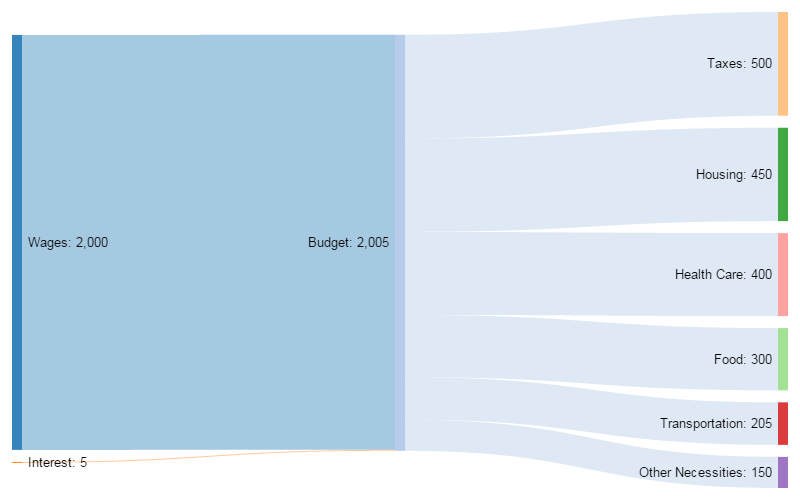 Taxes: 500
Housing: 450
Wages: 2,000
Budget: 2,005
Health Care: 400
Food: 300
Transportation: 205
Interest: 5
Other Necessities: 150